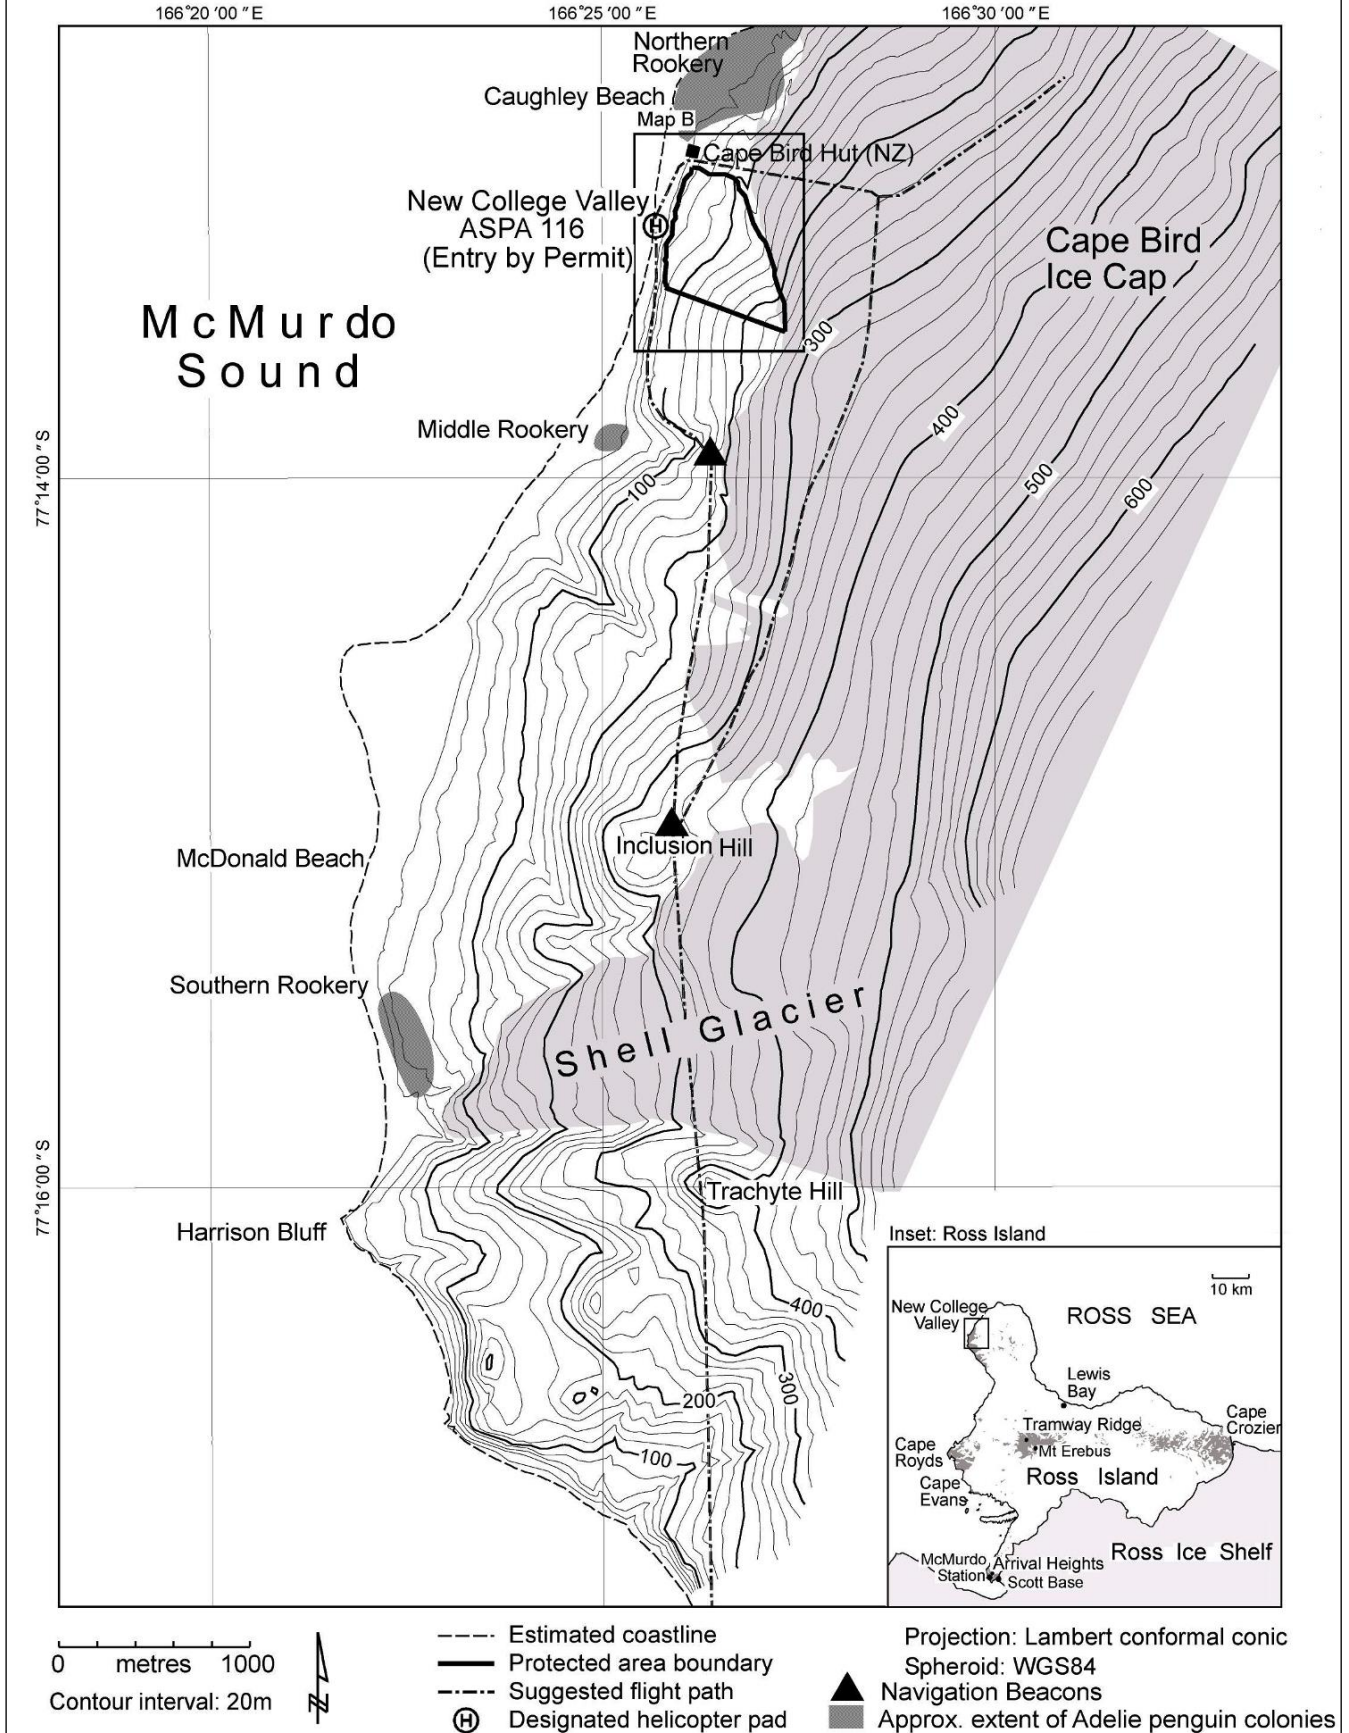 166°20'00"E
166°25'00"E
166°30'00"E
Northern
Rookery
Caughley Beach
Map B
Cape Bird Hut (NZ)
New College Valley
ASPA 116
(Entry by Permit)
H
Cape Bird
Ice Cap
McMurdo
Sound
300
400
Middle Rookery
77°14'00"S
100
500
600
Inclusion Hill
McDonald Beach
Southern Rookery
Shell Glacier
77°16'00"S
Trachyte Hill
Harrison Bluff
400
300
200
100
Inset: Ross Island
10 km
New College
Valley
ROSS SEA
Lewis
Bay
Tramway Ridge
Cape
Crozier
Cape
Royds
Mt Erebus
Ross Island
Cape
Evans
Ross Ice Shelf
McMurdo
Station
Arrival Heights
Scott Base
0 metres 1000
Contour interval: 20m
N
Estimated coastline
Protected area boundary
Suggested flight path
H Designated helicopter pad
Projection: Lambert conformal conic
Spheroid: WGS84
Navigation Beacons
Approx. extent of Adelie penguin colonies